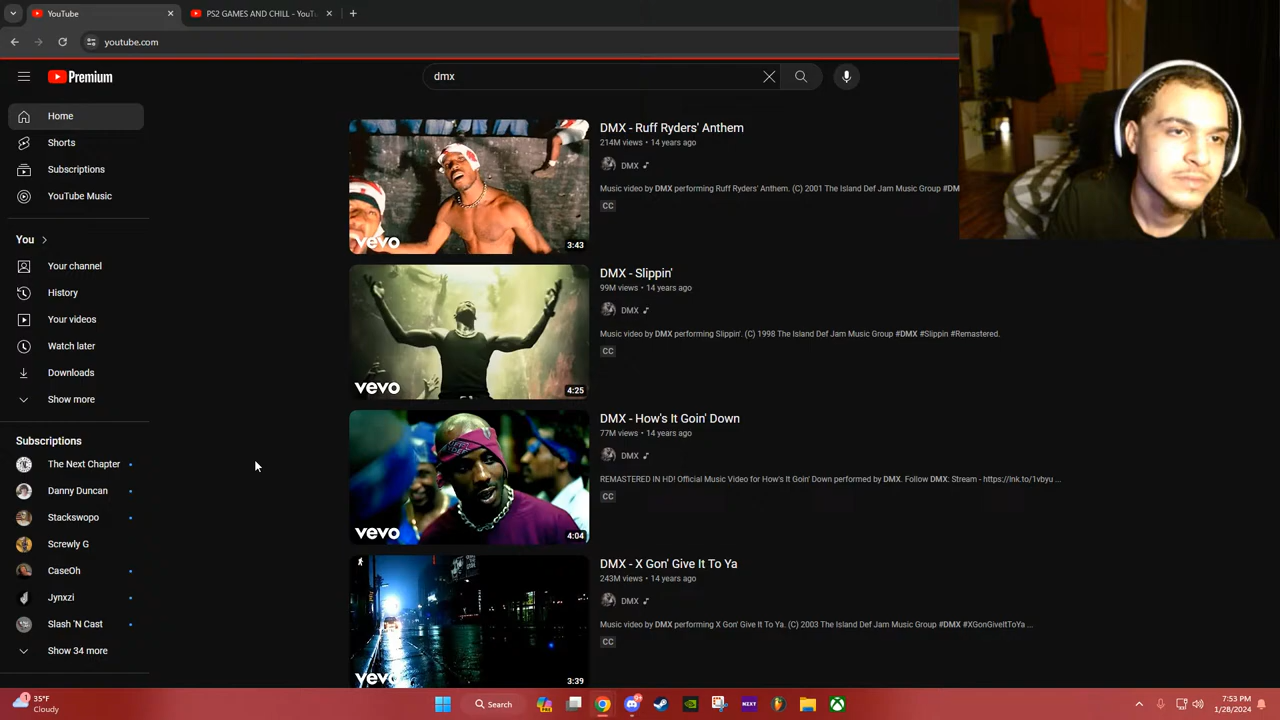 YouTube
PS2 GAMES AND CHILL - YouTu
youtube.com
Premium
dmx
Home
Shorts
Subscriptions
YouTube Music
You
Your channel
History
Your videos
Watch later
Downloads
Show more
Subscriptions
The Next Chapter
Danny Duncan
Stackswopo
Screwly G
CaseOh
Jynxzi
Slash 'N Cast
Show 34 more
vevo
3:43
DMX - Ruff Ryders' Anthem
214M views • 14 years ago
DMX
Music video by DMX performing Ruff Ryders' Anthem. (C) 2001 The Island Def Jam Music Group #DM
CC
vevo
4:25
DMX - Slippin'
99M views • 14 years ago
DMX
Music video by DMX performing Slippin'. (C) 1998 The Island Def Jam Music Group #DMX #Slippin #Remastered.
CC
vevo
4:04
DMX - How's It Goin' Down
77M views • 14 years ago
DMX
REMASTERED IN HD! Official Music Video for How's It Goin' Down performed by DMX. Follow DMX: Stream - https://lnk.to/1vbyu ...
CC
vevo
3:39
DMX - X Gon' Give It To Ya
243M views • 14 years ago
DMX
Music video by DMX performing X Gon' Give It To Ya. (C) 2003 The Island Def Jam Music Group #DMX #XGonGiveItToYa ...
CC
35°F
Cloudy
Search
7:53 PM
1/28/2024